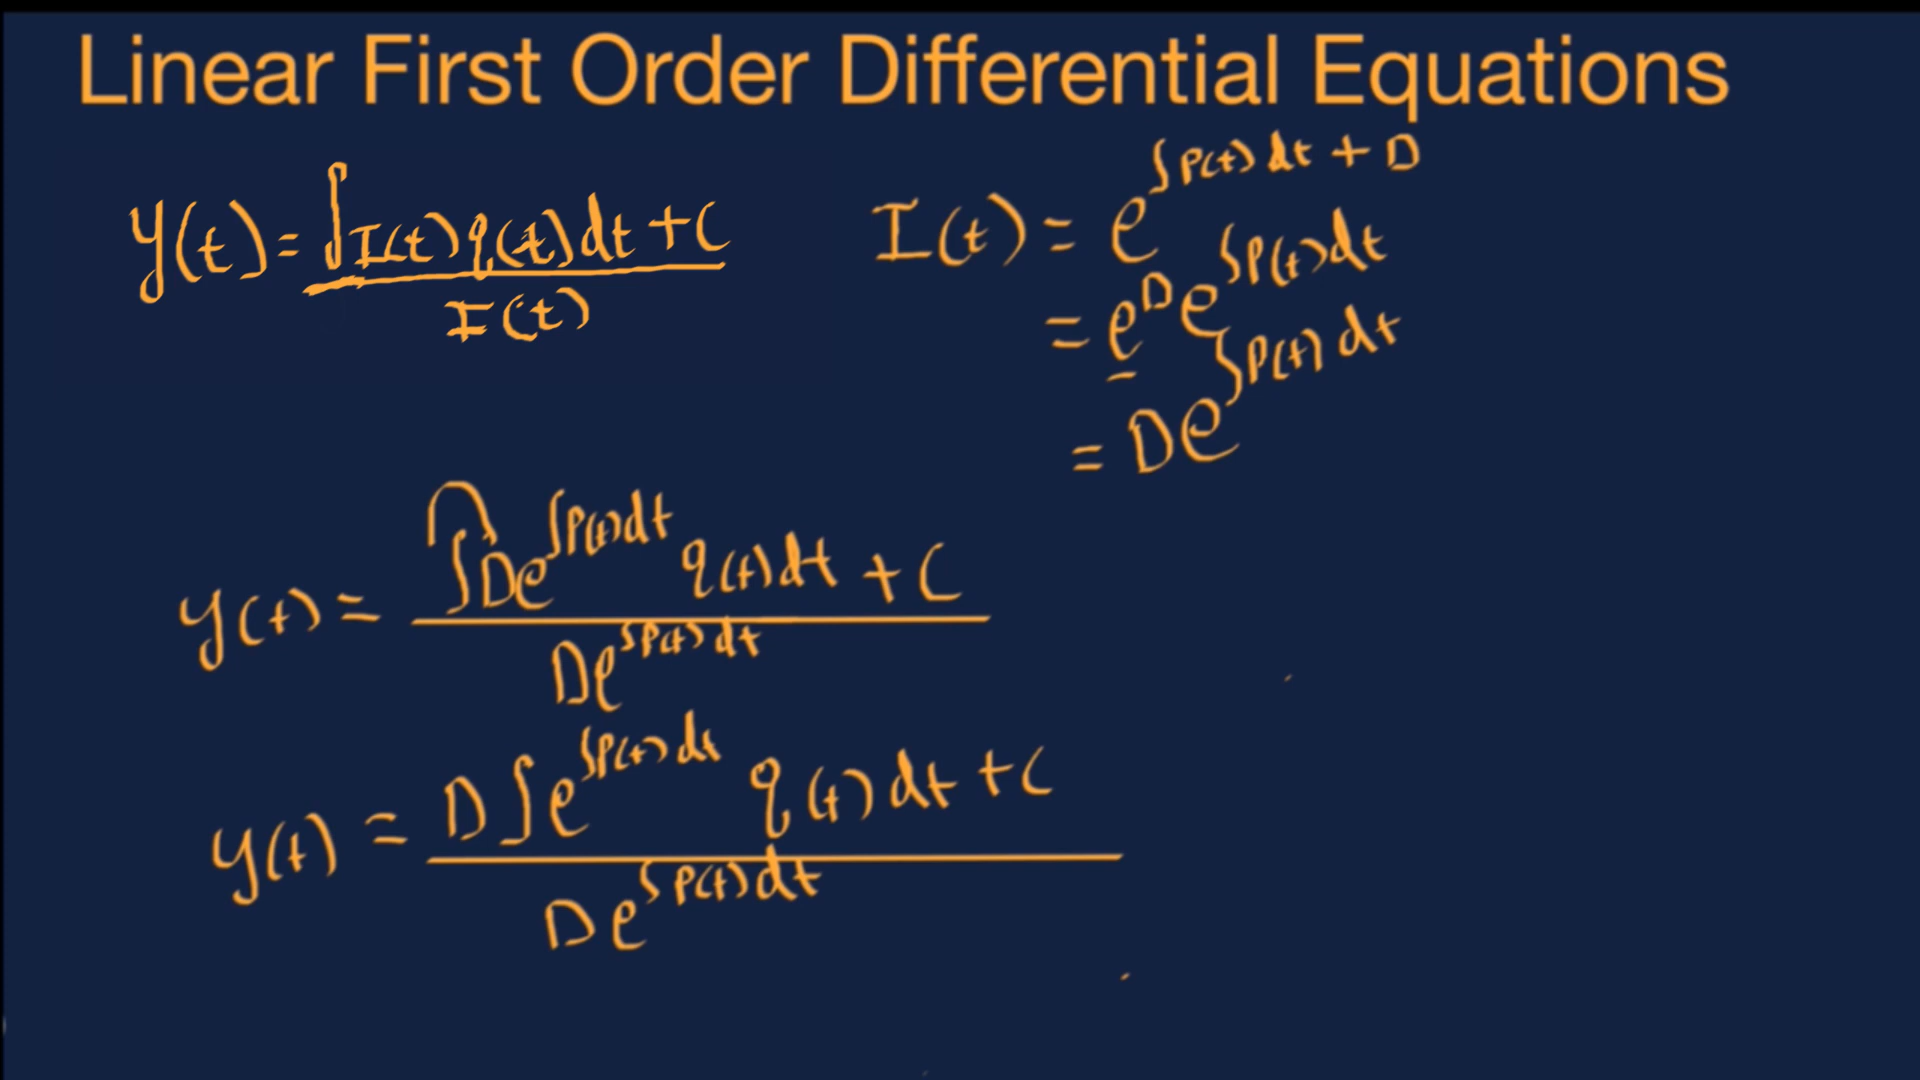 Linear First Order Differential Equations
y(t) = ∫I(t)q(t)dt + C
I(t)
I(t) = e^∫P(t)dt + D
= e^D e^∫P(t)dt
= De^∫P(t)dt
y(t) = ∫De^∫P(t)dt q(t)dt + C
De^∫P(t)dt
y(t) = D∫e^∫P(t)dt q(t)dt + C
De^∫P(t)dt